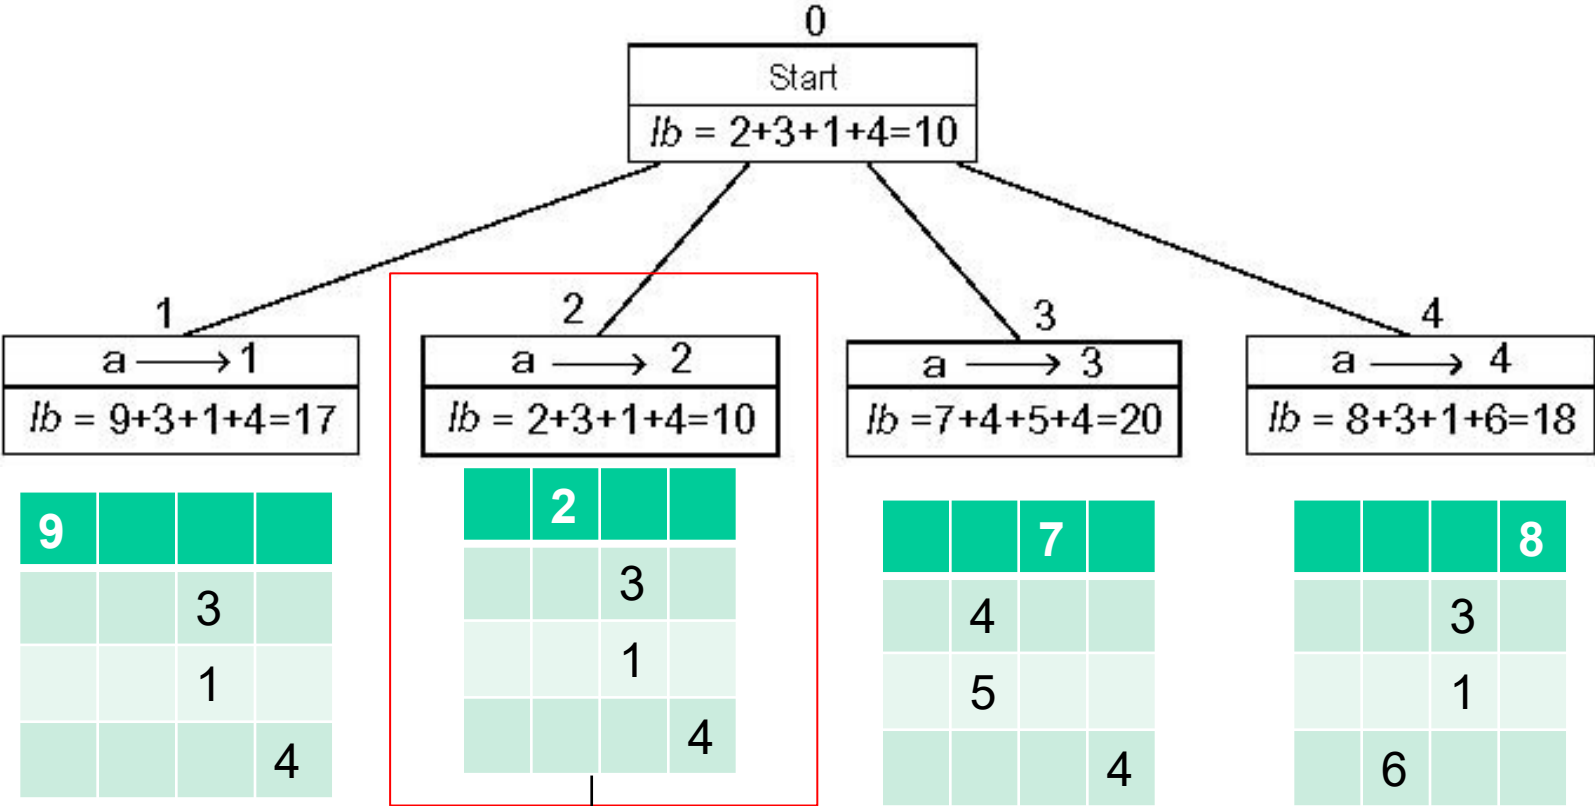 0
Start
lb = 2+3+1+4=10
1
2
3
4
a ⟶ 1
a ⟶ 2
a ⟶ 3
a ⟶ 4
lb = 9+3+1+4=17
lb = 2+3+1+4=10
lb =7+4+5+4=20
lb = 8+3+1+6=18
9
3
1
4
2
3
1
4
7
4
5
4
8
3
1
6